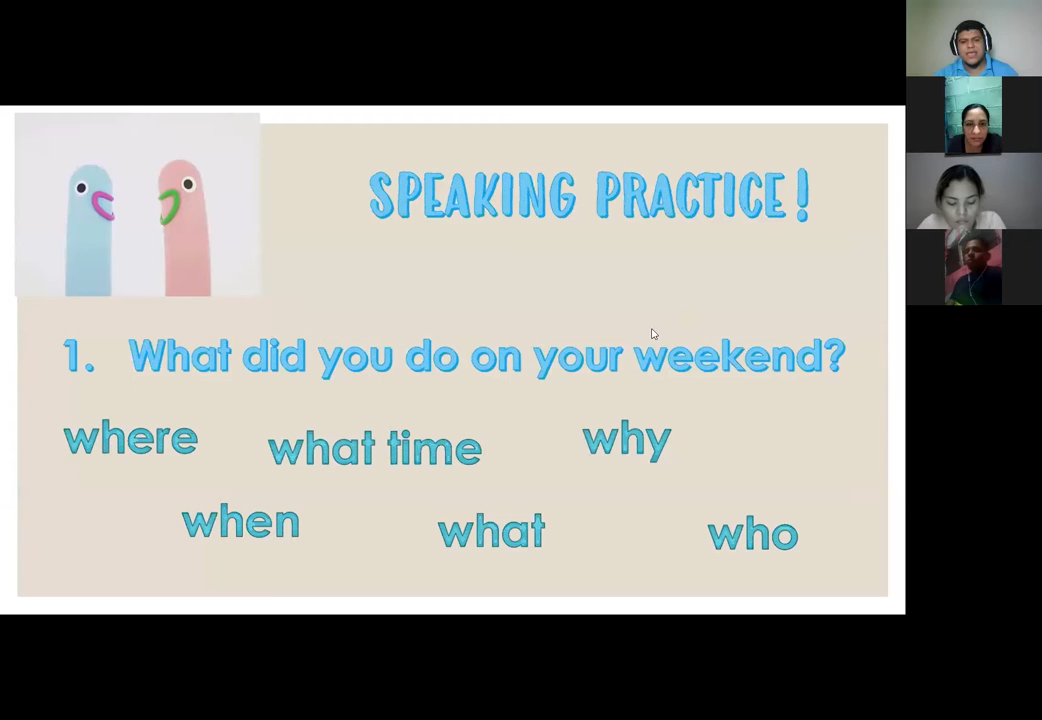 SPEAKING PRACTICE!
1. What did you do on your weekend?
where what time why
when what who